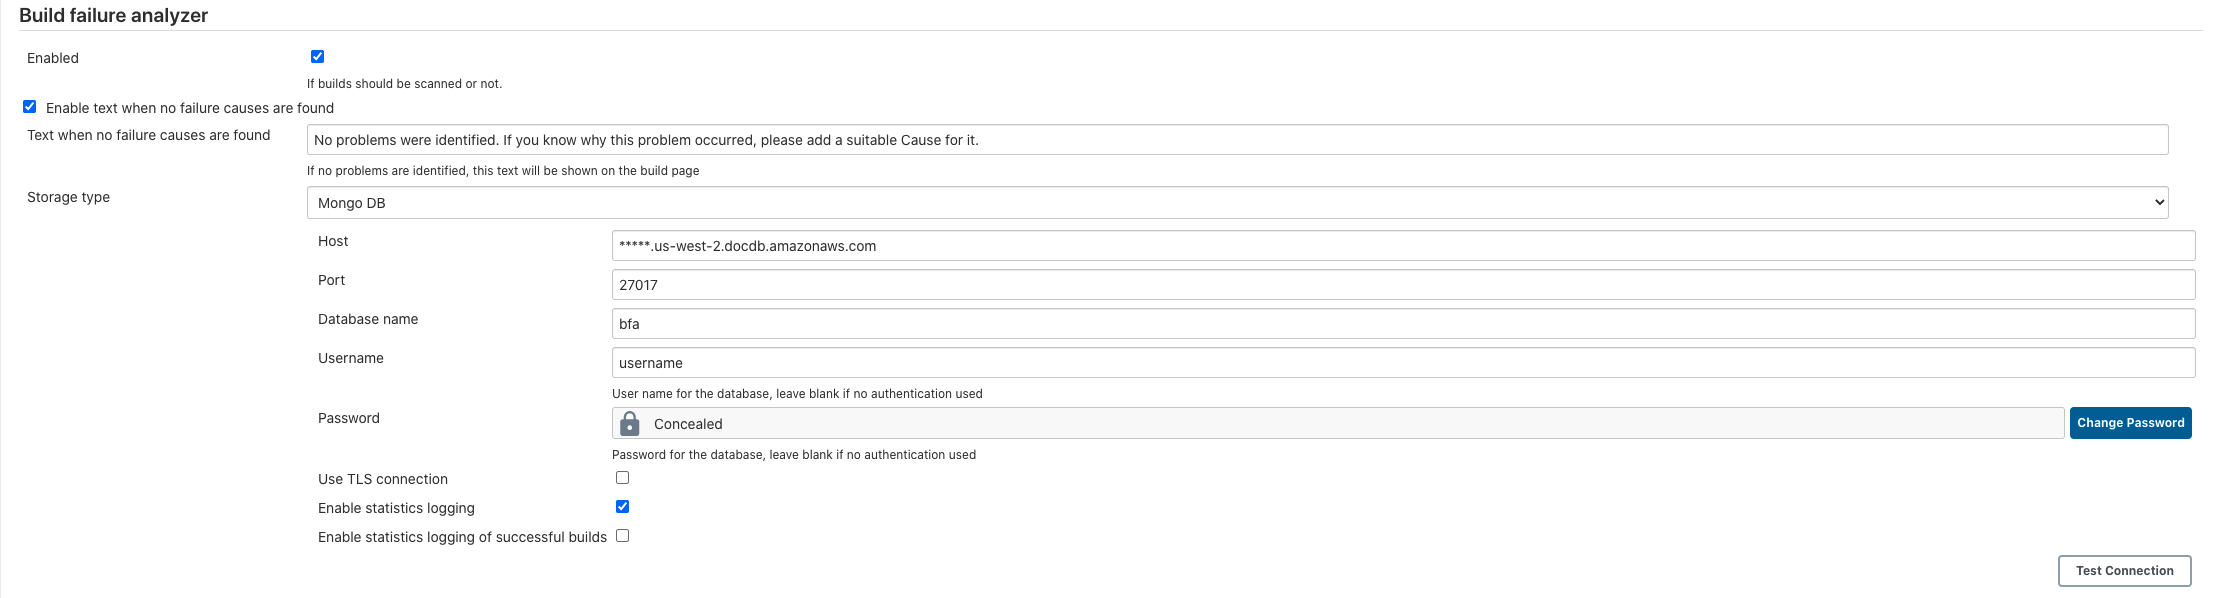 Build failure analyzer
Enabled
If builds should be scanned or not.
Enable text when no failure causes are found
Text when no failure causes are found
No problems were identified. If you know why this problem occurred, please add a suitable Cause for it.
If no problems are identified, this text will be shown on the build page
Storage type
Mongo DB
Host
*****.us-west-2.docdb.amazonaws.com
Port
27017
Database name
bfa
Username
username
User name for the database, leave blank if no authentication used
Password
Concealed
Change Password
Password for the database, leave blank if no authentication used
Use TLS connection
Enable statistics logging
Enable statistics logging of successful builds
Test Connection